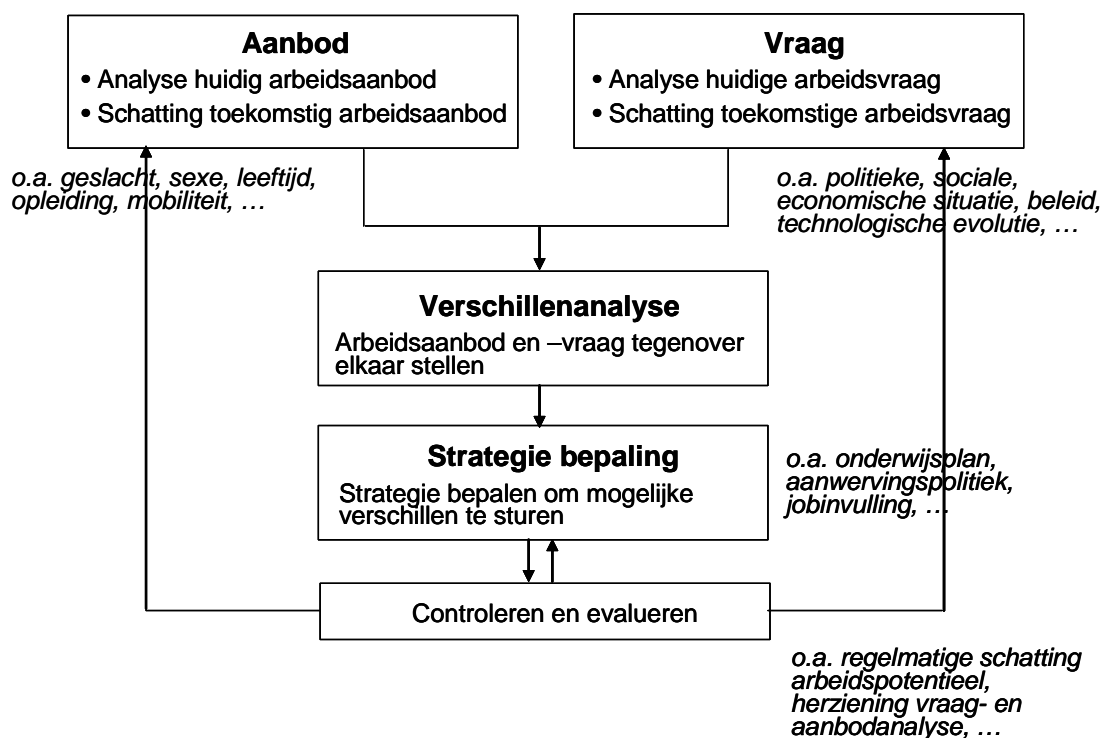 Aanbod
• Analyse huidig arbeidsaanbod
• Schatting toekomstig arbeidsaanbod
Vraag
• Analyse huidige arbeidsvraag
• Schatting toekomstige arbeidsvraag
o.a. geslacht, sexe, leeftijd,
opleiding, mobiliteit, …
o.a. politieke, sociale,
economische situatie, beleid,
technologische evolutie, …
Verschillenanalyse
Arbeidsaanbod en –vraag tegenover
elkaar stellen
Strategie bepaling
Strategie bepalen om mogelijke
verschillen te sturen
o.a. onderwijsplan,
aanwervingspolitiek,
jobinvulling, …
Controleren en evalueren
o.a. regelmatige schatting
arbeidspotentieel,
herziening vraag- en
aanbodanalyse, …